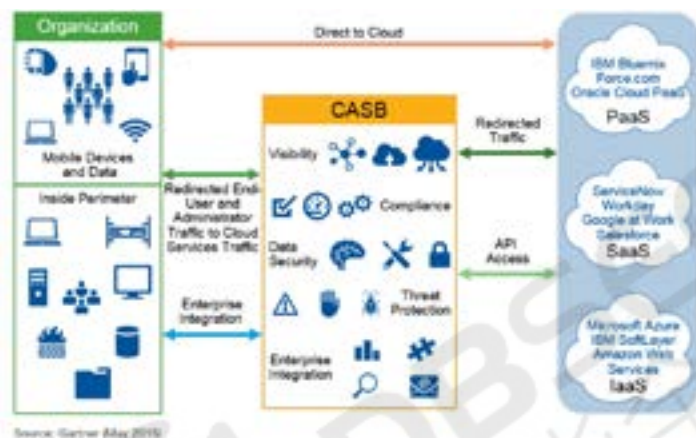 Organization
Mobile Devices
and Data
Inside Perimeter
Direct to Cloud
Redirected End-
User and
Administrator
Traffic to Cloud
Services Traffic
Enterprise
Integration
CASB
Visibility
Compliance
Data
Security
Threat
Protection
Enterprise
Integration
Redirected
Traffic
API
Access
IBM Bluemix
Force.com
Oracle Cloud PaaS
PaaS
ServiceNow
Workday
Google at Work
Salesforce
SaaS
Microsoft Azure
IBM SoftLayer
Amazon Web
Services
IaaS
Source: Gartner (May 2015)